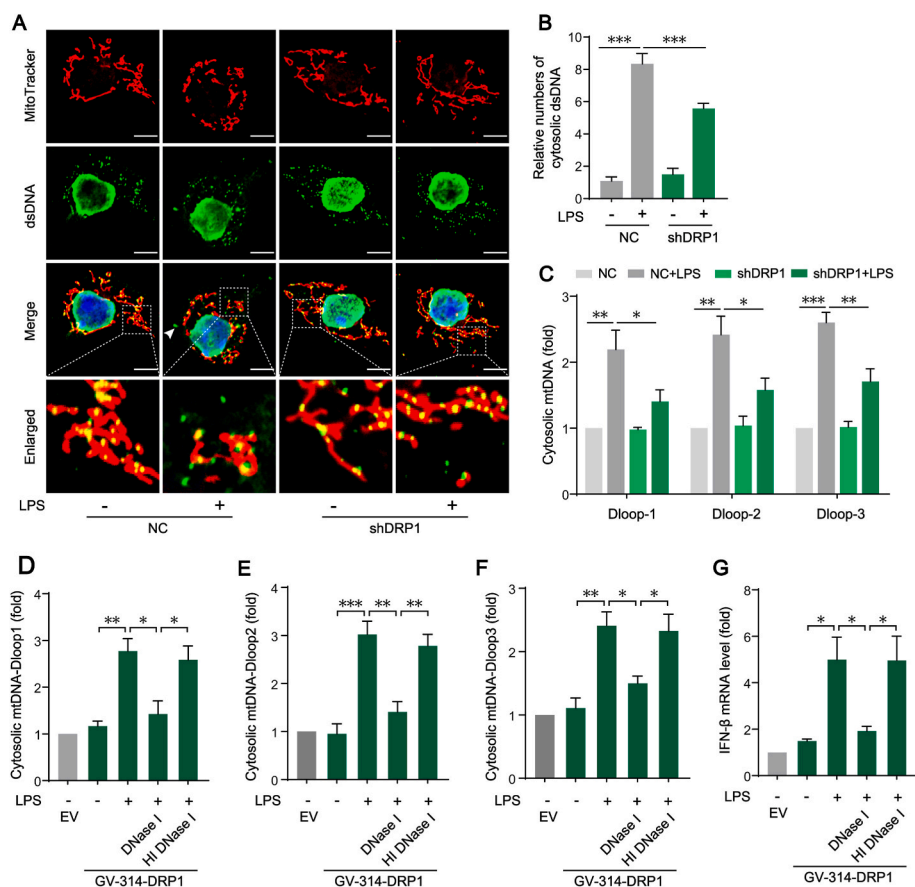 A
MitoTracker
dsDNA
Merge
Enlarged
LPS - + - +
NC shDRP1
B
Relative numbers of
cytosolic dsDNA
10
8
6
4
2
0
*** ***
LPS - + - +
NC shDRP1
C
NC NC+LPS shDRP1 shDRP1+LPS
Cytosolic mtDNA (fold)
3
2
1
0
** * ** * *** **
Dloop-1 Dloop-2 Dloop-3
D
Cytosolic mtDNA-Dloop1 (fold)
4
3
2
1
0
** * *
LPS - - + + +
EV DNase I HI DNase I
GV-314-DRP1
E
Cytosolic mtDNA-Dloop2 (fold)
4
3
2
1
0
*** ** **
LPS - - + + +
EV DNase I HI DNase I
GV-314-DRP1
F
Cytosolic mtDNA-Dloop3 (fold)
3
2
1
0
** * *
LPS - - + + +
EV DNase I HI DNase I
GV-314-DRP1
G
IFN-β mRNA level (fold)
8
6
4
2
0
* * *
LPS - - + + +
EV DNase I HI DNase I
GV-314-DRP1